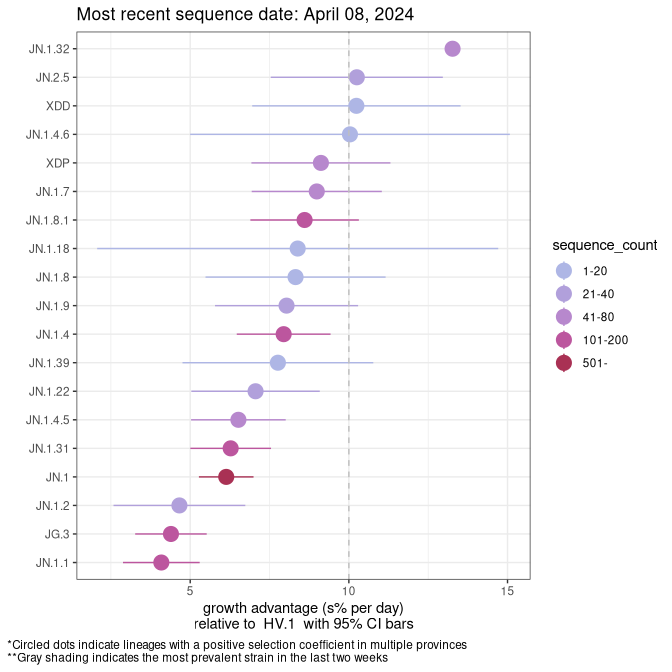 Most recent sequence date: April 08, 2024
JN.1.32
JN.2.5
XDD
JN.1.4.6
XDP
JN.1.7
JN.1.8.1
JN.1.18
JN.1.8
JN.1.9
JN.1.4
JN.1.39
JN.1.22
JN.1.4.5
JN.1.31
JN.1
JN.1.2
JG.3
JN.1.1
5 10 15
growth advantage (s% per day)
relative to HV.1 with 95% CI bars
sequence_count
1-20
21-40
41-80
101-200
501-
*Circled dots indicate lineages with a positive selection coefficient in multiple provinces
**Gray shading indicates the most prevalent strain in the last two weeks